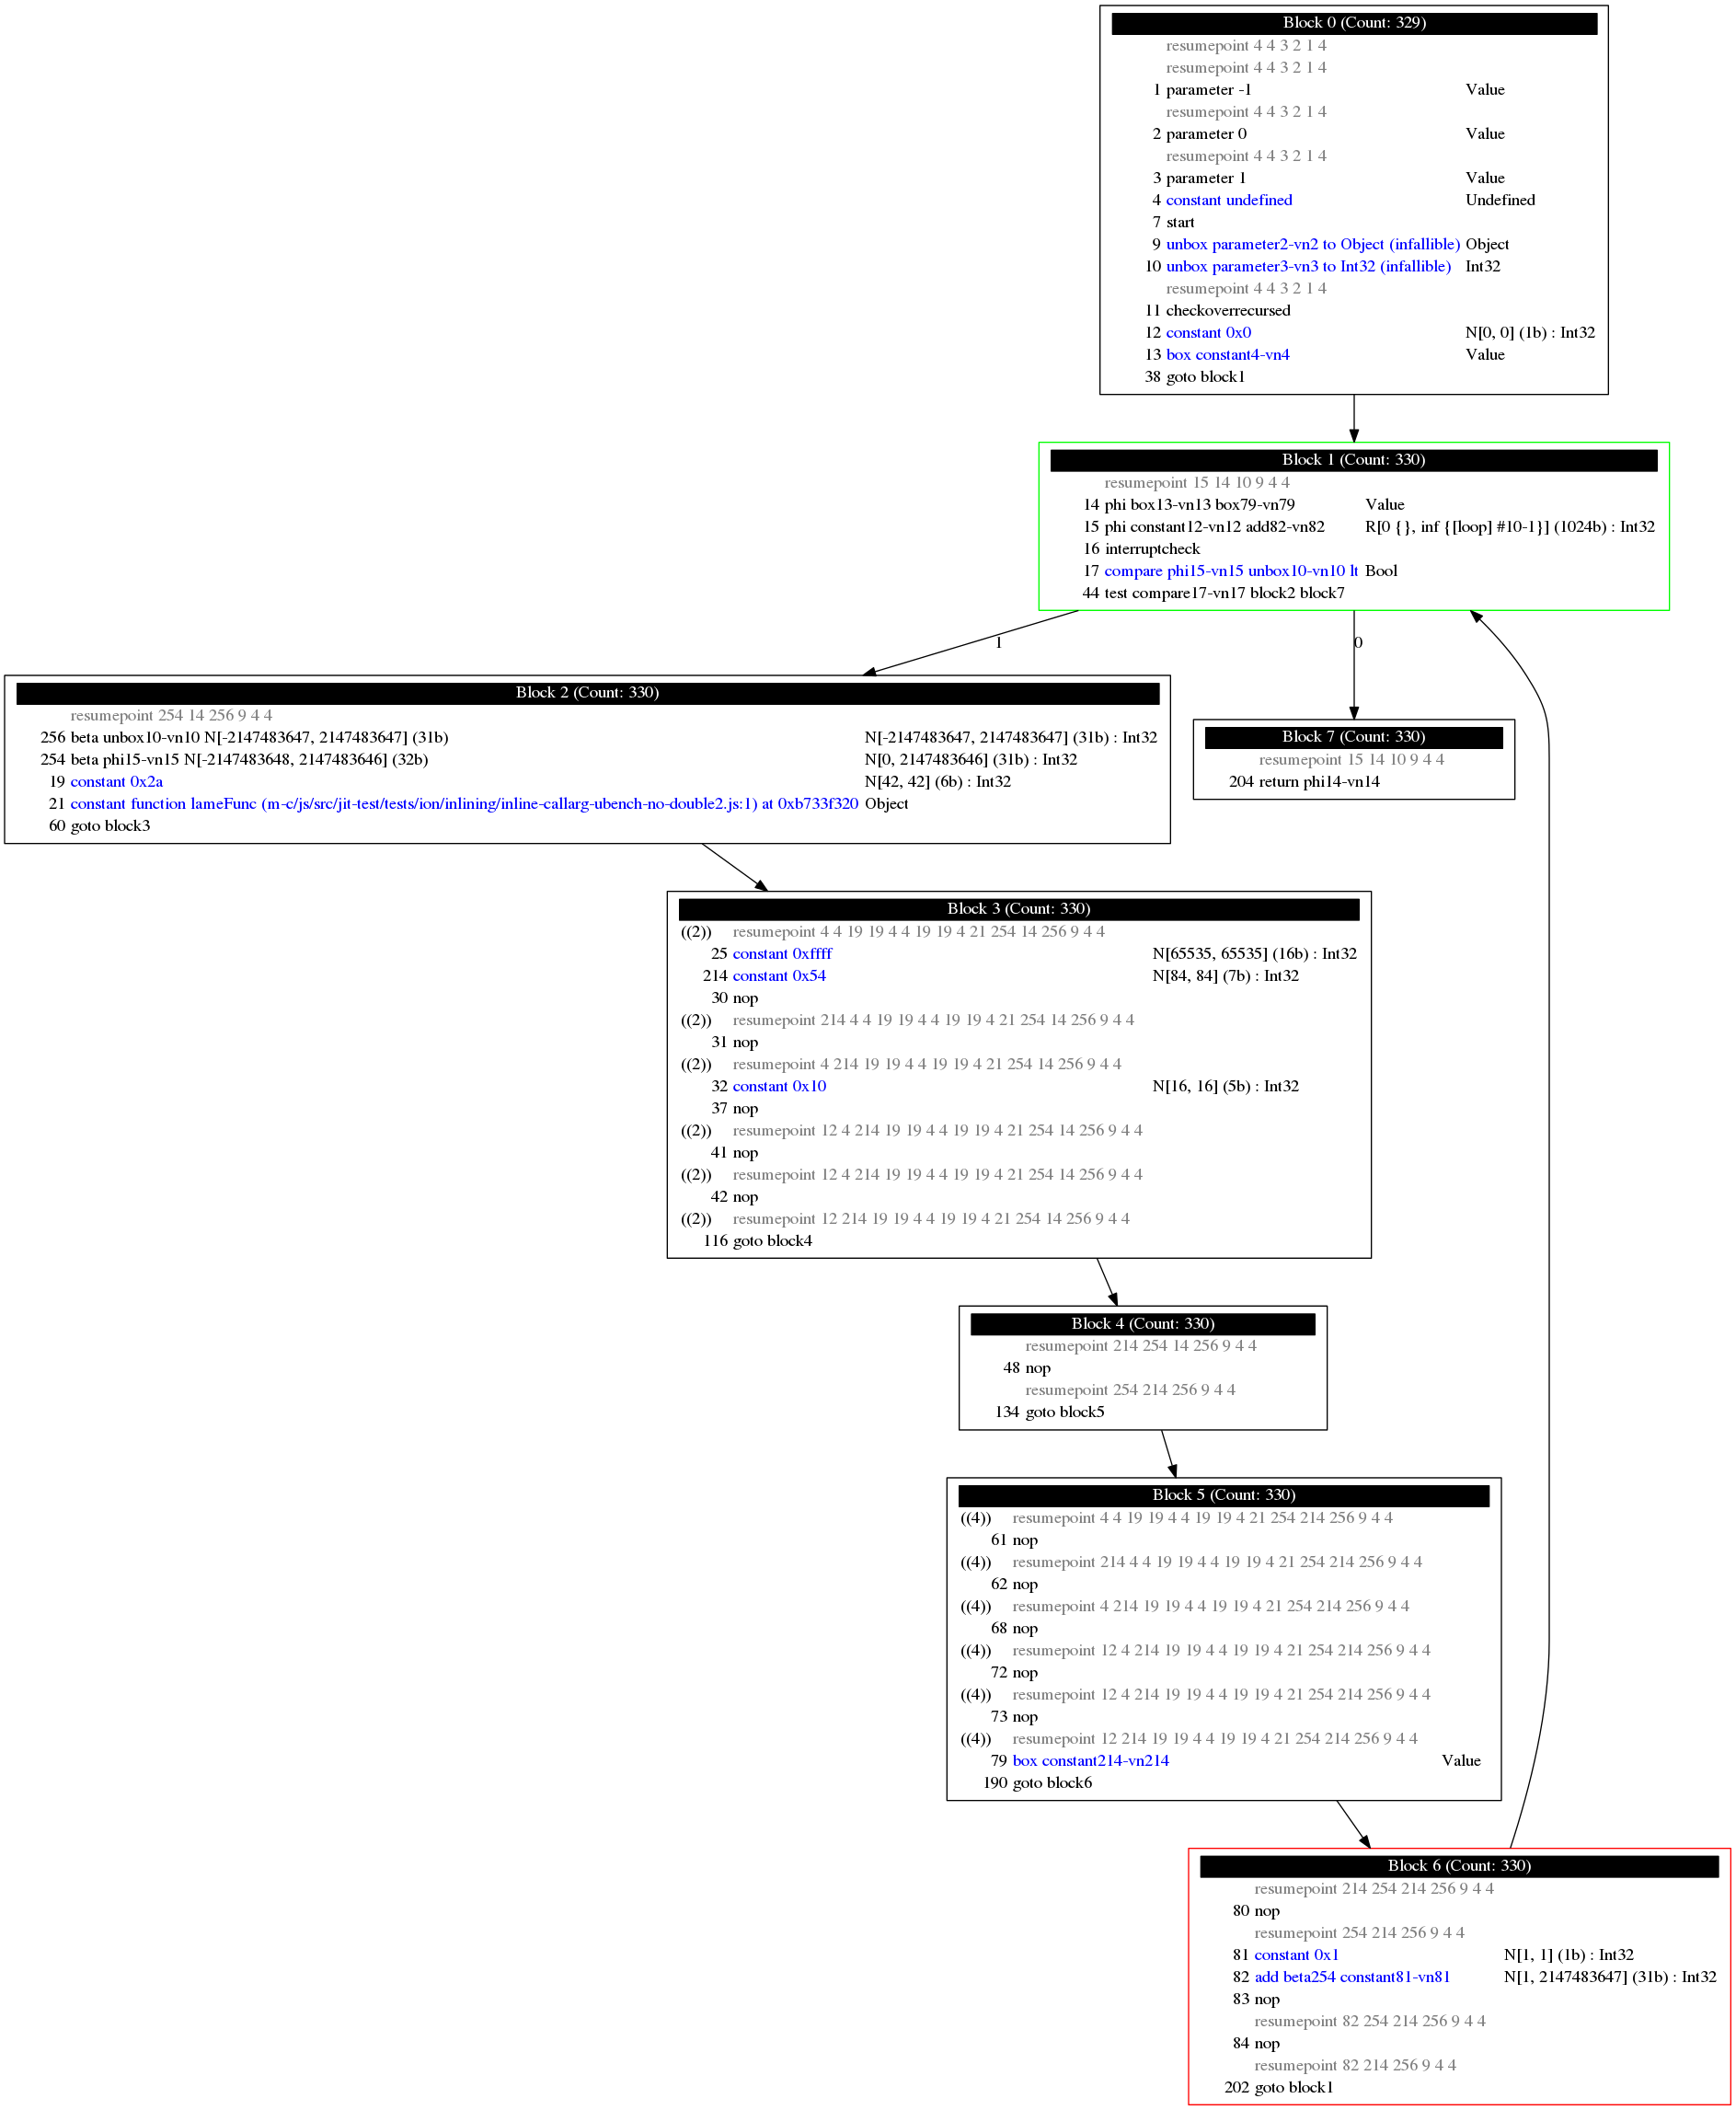 Block 0 (Count: 329)
resumepoint 4 4 3 2 1 4
resumepoint 4 4 3 2 1 4
1 parameter -1 Value
resumepoint 4 4 3 2 1 4
2 parameter 0 Value
resumepoint 4 4 3 2 1 4
3 parameter 1 Value
4 constant undefined Undefined
7 start
9 unbox parameter2-vn2 to Object (infallible) Object
10 unbox parameter3-vn3 to Int32 (infallible) Int32
resumepoint 4 4 3 2 1 4
11 checkoverrecursed
12 constant 0x0 N[0, 0] (1b) : Int32
13 box constant4-vn4 Value
38 goto block1
Block 1 (Count: 330)
resumepoint 15 14 10 9 4 4
14 phi box13-vn13 box79-vn79 Value
15 phi constant12-vn12 add82-vn82 R[0 {}, inf {[loop] #10-1}] (1024b) : Int32
16 interruptcheck
17 compare phi15-vn15 unbox10-vn10 lt Bool
44 test compare17-vn17 block2 block7
1
0
Block 2 (Count: 330)
resumepoint 254 14 256 9 4 4
256 beta unbox10-vn10 N[-2147483647, 2147483647] (31b) N[-2147483647, 2147483647] (31b) : Int32
254 beta phi15-vn15 N[-2147483648, 2147483646] (32b) N[0, 2147483646] (31b) : Int32
19 constant 0x2a N[42, 42] (6b) : Int32
21 constant function lameFunc (m-c/js/src/jit-test/tests/ion/inlining/inline-callarg-ubench-no-double2.js:1) at 0xb733f320 Object
60 goto block3
Block 7 (Count: 330)
resumepoint 15 14 10 9 4 4
204 return phi14-vn14
Block 3 (Count: 330)
((2)) resumepoint 4 4 19 19 4 4 19 19 4 21 254 14 256 9 4 4
25 constant 0xffff N[65535, 65535] (16b) : Int32
214 constant 0x54 N[84, 84] (7b) : Int32
30 nop
((2)) resumepoint 214 4 4 19 19 4 4 19 19 4 21 254 14 256 9 4 4
31 nop
((2)) resumepoint 4 214 19 19 4 4 19 19 4 21 254 14 256 9 4 4
32 constant 0x10 N[16, 16] (5b) : Int32
37 nop
((2)) resumepoint 12 4 214 19 19 4 4 19 19 4 21 254 14 256 9 4 4
41 nop
((2)) resumepoint 12 4 214 19 19 4 4 19 19 4 21 254 14 256 9 4 4
42 nop
((2)) resumepoint 12 214 19 19 4 4 19 19 4 21 254 14 256 9 4 4
116 goto block4
Block 4 (Count: 330)
resumepoint 214 254 14 256 9 4 4
48 nop
resumepoint 254 214 256 9 4 4
134 goto block5
Block 5 (Count: 330)
((4)) resumepoint 4 4 19 19 4 4 19 19 4 21 254 214 256 9 4 4
61 nop
((4)) resumepoint 214 4 4 19 19 4 4 19 19 4 21 254 214 256 9 4 4
62 nop
((4)) resumepoint 4 214 19 19 4 4 19 19 4 21 254 214 256 9 4 4
68 nop
((4)) resumepoint 12 4 214 19 19 4 4 19 19 4 21 254 214 256 9 4 4
72 nop
((4)) resumepoint 12 4 214 19 19 4 4 19 19 4 21 254 214 256 9 4 4
73 nop
((4)) resumepoint 12 214 19 19 4 4 19 19 4 21 254 214 256 9 4 4
79 box constant214-vn214 Value
190 goto block6
Block 6 (Count: 330)
resumepoint 214 254 214 256 9 4 4
80 nop
resumepoint 254 214 256 9 4 4
81 constant 0x1 N[1, 1] (1b) : Int32
82 add beta254 constant81-vn81 N[1, 2147483647] (31b) : Int32
83 nop
resumepoint 82 254 214 256 9 4 4
84 nop
resumepoint 82 214 256 9 4 4
202 goto block1